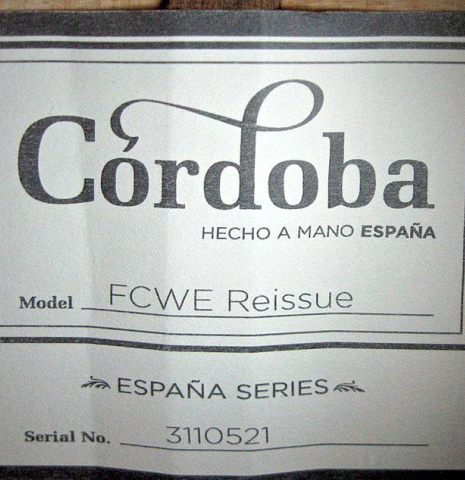 Córdoba
HECHO A MANO ESPAÑA
Model FCWE Reissue
ESPAÑA SERIES
Serial No. 3110521